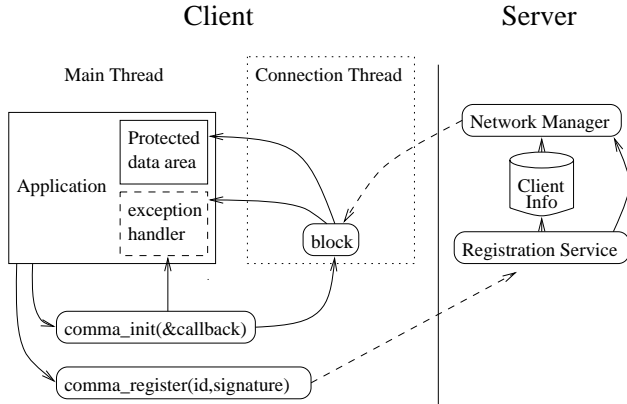 Client
Server
Main Thread
Connection Thread
Application
Protected
data area
exception
handler
block
comma_init(&callback)
comma_register(id,signature)
Network Manager
Client
Info
Registration Service